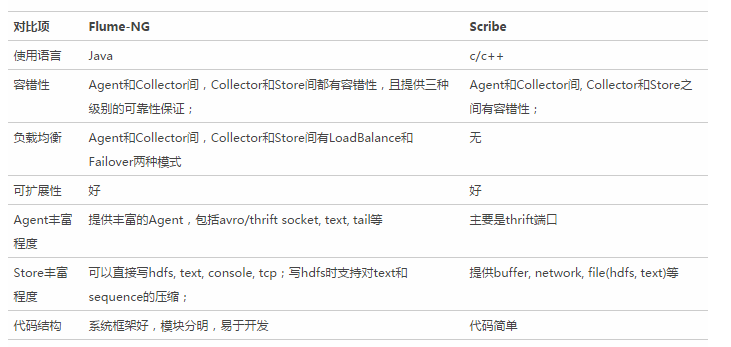 对比项 Flume-NG Scribe
使用语言 Java c/c++
容错性 Agent和Collector间，Collector和Store间都有容错性，且提供三种 Agent和Collector间, Collector和Store之
级别的可靠性保证； 间有容错性；
负载均衡 Agent和Collector间，Collector和Store间有LoadBalance和 无
Failover两种模式
可扩展性 好 好
Agent丰富 提供丰富的Agent，包括avro/thrift socket, text, tail等 主要是thrift端口
程度
Store丰富 可以直接写hdfs, text, console, tcp；写hdfs时支持对text和 提供buffer, network, file(hdfs, text)等
程度 sequence的压缩；
代码结构 系统框架好，模块分明，易于开发 代码简单